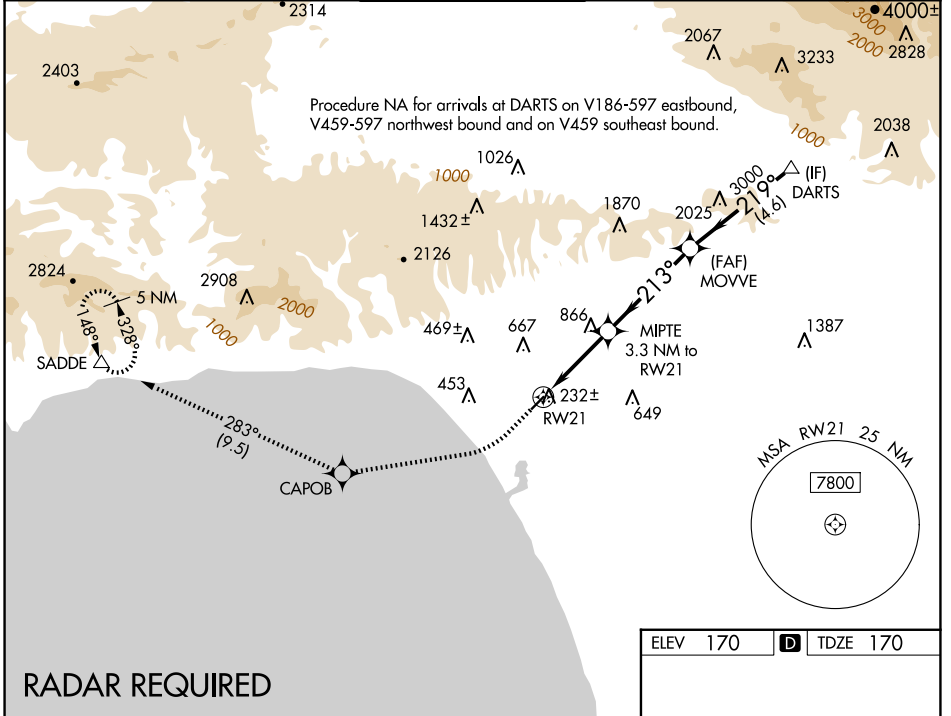 2314
4000±
3000
2000
2828
2067
3233
2403
Procedure NA for arrivals at DARTS on V186-597 eastbound,
V459-597 northwest bound and on V459 southeast bound.
1000
2038
1026
1000
3000
(IF)
DARTS
219°
(4.6)
1432±
1870
2025
2126
(FAF)
MOVVE
213°
2824
2908
2000
1000
5 NM
148°
328°
SADDE
469±
667
866
MIPTE
3.3 NM to
RW21
1387
453
232±
RW21
649
283°
(9.5)
CAPOB
MSA RW21 25 NM
7800
ELEV 170 D TDZE 170
RADAR REQUIRED